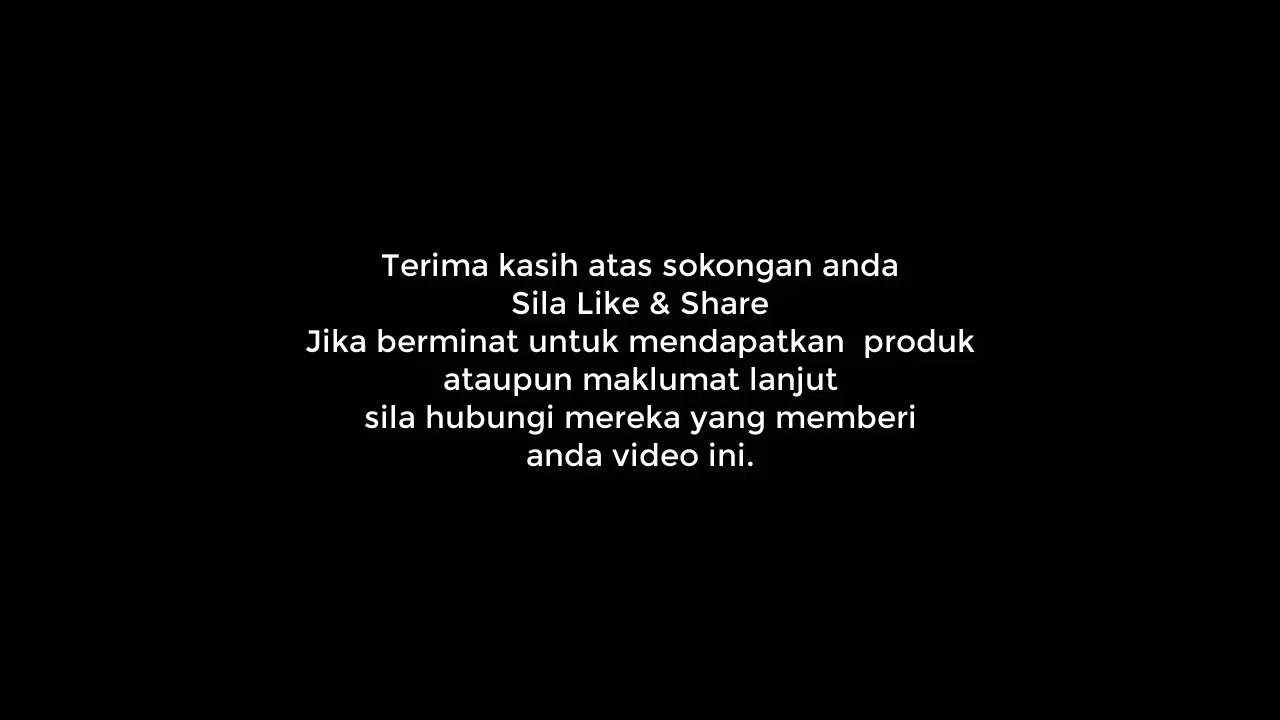 Terima kasih atas sokongan anda
Sila Like & Share
Jika berminat untuk mendapatkan  produk
ataupun maklumat lanjut
sila hubungi mereka yang memberi
anda video ini.